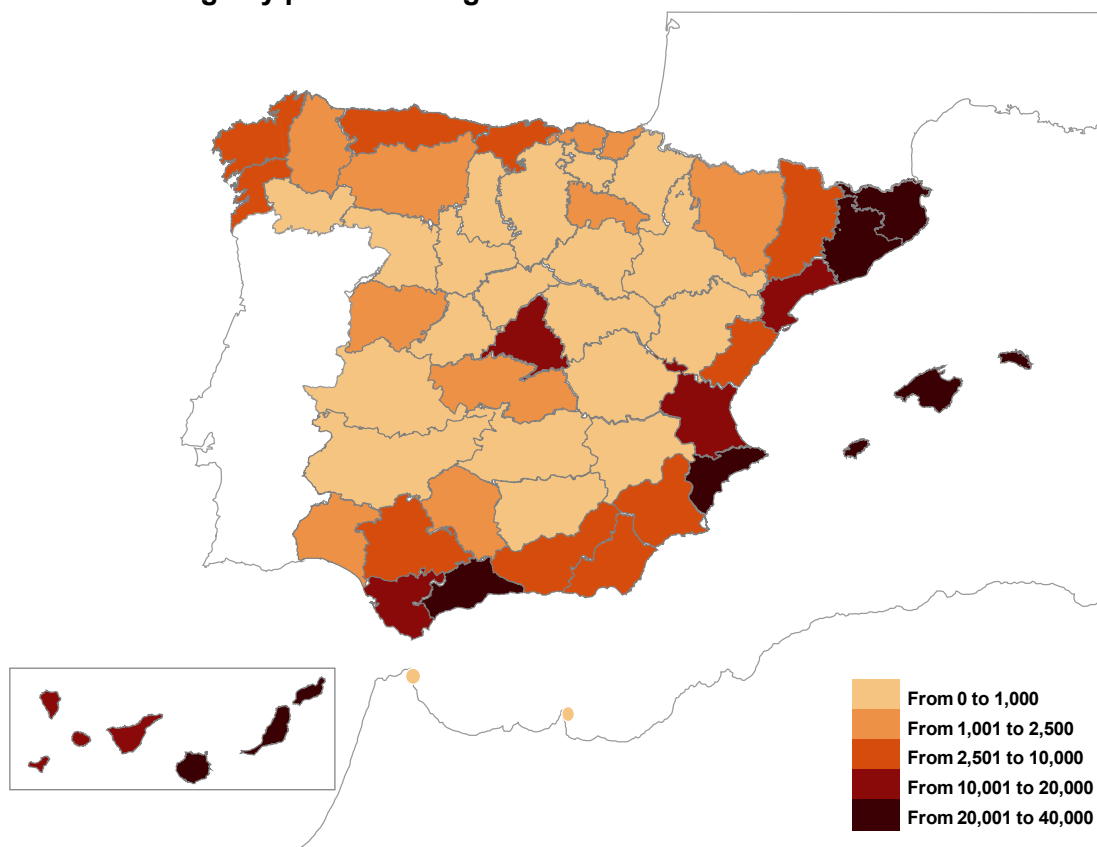 From 0 to 1,000
From 1,001 to 2,500
From 2,501 to 10,000
From 10,001 to 20,000
From 20,001 to 40,000